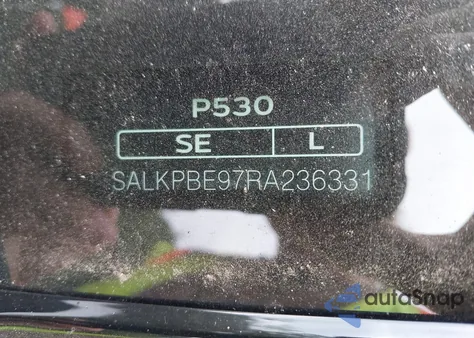 P530
SE L
SALKPBE97RA236331
autoSnap